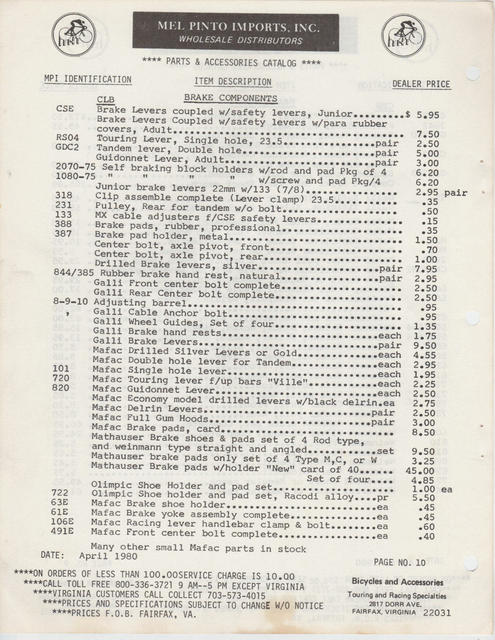 MEL PINTO IMPORTS, INC.
WHOLESALE DISTRIBUTORS
**** PARTS & ACCESSORIES CATALOG ****
MPI IDENTIFICATION ITEM DESCRIPTION DEALER PRICE
CLB BRAKE COMPONENTS
CSE Brake Levers coupled w/safety levers, Junior.........$ 5.95
Brake Levers Coupled w/safety levers w/para rubber
covers, Adult........................................ 7.50
RS04 Touring Lever, Single hole, 23.5................pair 2.50
GDC2 Tandem lever, Double hole.......................pair 5.00
Guidonnet Lever, Adult..........................pair 3.00
2070-75 Self braking block holders w/rod and pad Pkg of 4 6.20
1080-75 " " " " w/screw and pad Pkg/4 6.20
Junior brake levers 22mm w/133 (7/8)................. 2.95 pair
318 Clip assemble complete (Lever clamp) 23.5............ .35
231 Pulley, Rear for tandem w/o bolt..................... .50
133 MX cable adjusters f/CSE safety levers............... .15
388 Brake pads, rubber, professional..................... .35
387 Brake pad holder, metal.............................. 1.50
Center bolt, axle pivot, front....................... .70
Center bolt, axle pivot, rear........................ 1.00
Drilled Brake levers, silver....................pair 7.95
844/385 Rubber brake hand rest, natural.................pair 2.95
Galli Front center bolt complete..................... 2.50
Galli Rear Center bolt complete...................... 2.50
8-9-10 Adjusting barrel..................................... .95
Galli Cable Anchor bolt.............................. .95
Galli Wheel Guides, Set of four...................... 1.35
Galli Brake hand rests..........................each 1.75
Galli Brake Levers..............................pair 9.50
Mafac Drilled Silver Levers or Gold.............each 4.55
Mafac Double hole lever for Tandem..............each 2.95
101 Mafac Single hole lever.........................each 1.95
720 Mafac Touring lever f/up bars "Ville".......each 2.25
820 Mafac Guidonnet Lever...........................each 2.50
Mafac Economy model drilled levers w/black delrin.ea 2.75
Mafac Delrin Levers.............................pair 2.50
Mafac Full Gum Hoods............................pair 3.00
Mafac Brake pads, card............................... 8.50
Mathauser Brake shoes & pads set of 4 Rod type,
and weinmann type straight and angled...........set 9.50
Mathauser Brake pads only set of 4 Type M,C, or W 3.25
Mathauser Brake pads w/holder "New" card of 40......45.00
Set of four.... 4.85
Olimpic Shoe Holder and pad set...................... 1.00 ea
722 Olimpic Shoe holder and pad set, Racodi alloy...pr 5.50
63E Mafac Brake shoe holder.........................ea .45
61E Mafac Brake yoke assembly complete..............ea .45
106E Mafac Racing lever handlebar clamp & bolt.......ea .60
491E Mafac Front center bolt complete................ea .40
Many other small Mafac parts in stock
DATE: April 1980 PAGE NO. 10
****ON ORDERS OF LESS THAN 100.00SERVICE CHARGE IS 10.00
****CALL TOLL FREE 800-336-3721 9 AM--5 PM EXCEPT VIRGINIA
****VIRGINIA CUSTOMERS CALL COLLECT 703-573-4015
****PRICES AND SPECIFICATIONS SUBJECT TO CHANGE W/O NOTICE
****PRICES F.O.B. FAIRFAX, VA.
Bicycles and Accessories
Touring and Racing Specialties
2817 DORR AVE.
FAIRFAX, VIRGINIA 22031